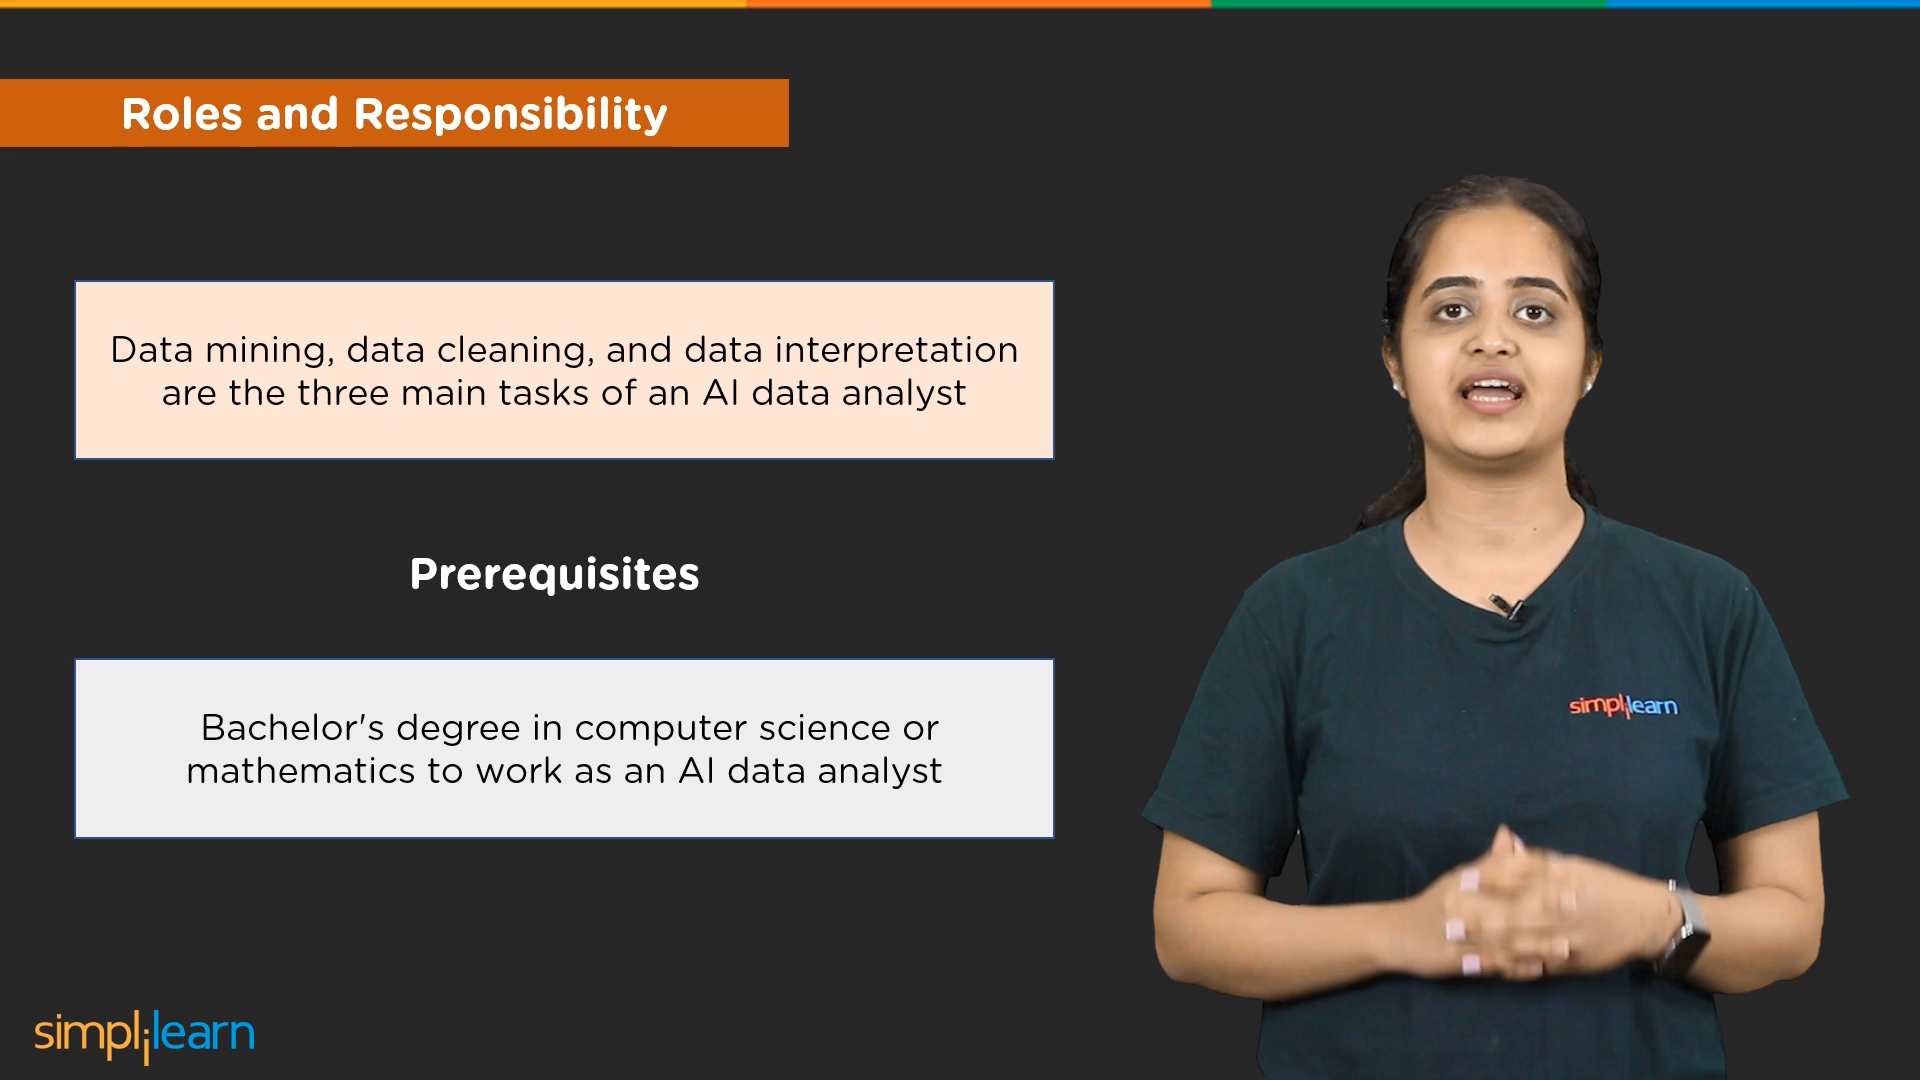 Roles and Responsibility
Data mining, data cleaning, and data interpretation
are the three main tasks of an AI data analyst
Prerequisites
Bachelor's degree in computer science or
mathematics to work as an AI data analyst
simplilearn
simplilearn